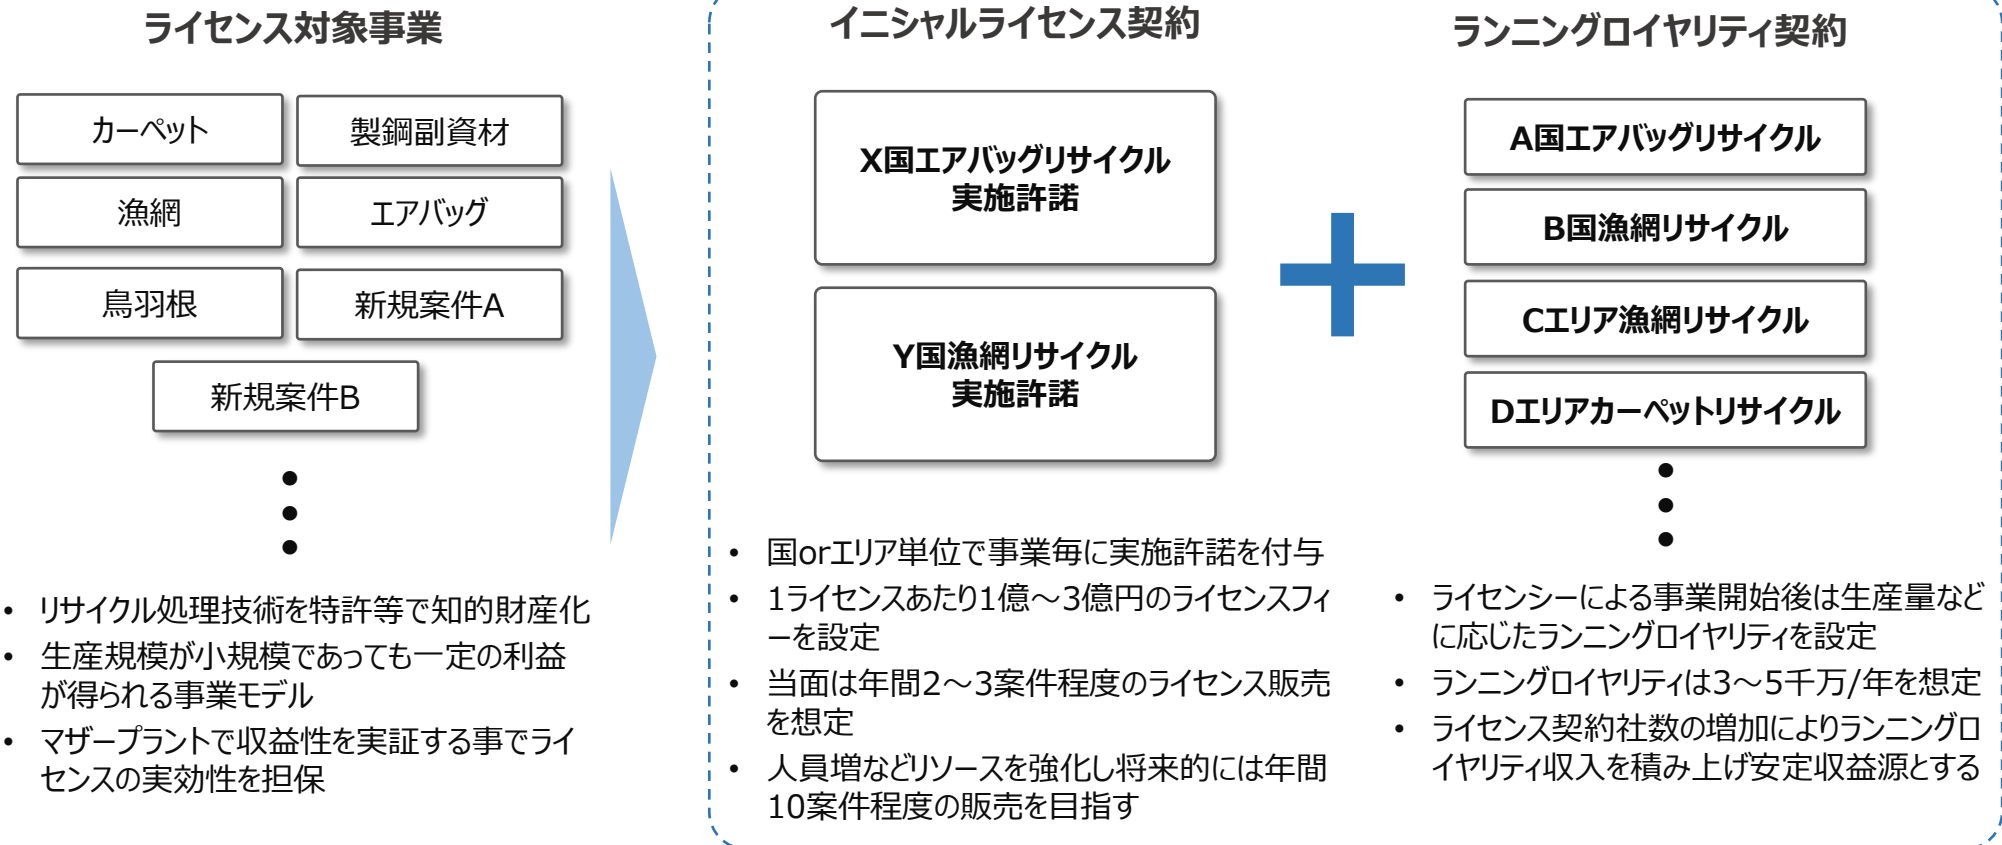 ライセンス対象事業
カーペット
製鋼副資材
漁網
エアバッグ
鳥羽根
新規案件A
新規案件B
• リサイクル処理技術を特許等で知的財産化
• 生産規模が小規模であっても一定の利益
が得られる事業モデル
• マザープラントで収益性を実証する事でライ
センスの実効性を担保
イニシャルライセンス契約
X国エアバッグリサイクル
実施許諾
Y国漁網リサイクル
実施許諾
• 国orエリア単位で事業毎に実施許諾を付与
• 1ライセンスあたり1億～3億円のライセンスフィ
ーを設定
• 当面は年間2～3案件程度のライセンス販売
を想定
• 人員増などリソースを強化し将来的には年間
10案件程度の販売を目指す
ランニングロイヤリティ契約
A国エアバッグリサイクル
B国漁網リサイクル
Cエリア漁網リサイクル
Dエリアカーペットリサイクル
• ライセンシーによる事業開始後は生産量など
に応じたランニングロイヤリティを設定
• ランニングロイヤリティは3～5千万/年を想定
• ライセンス契約社数の増加によりランニングロ
イヤリティ収入を積み上げ安定収益源とする